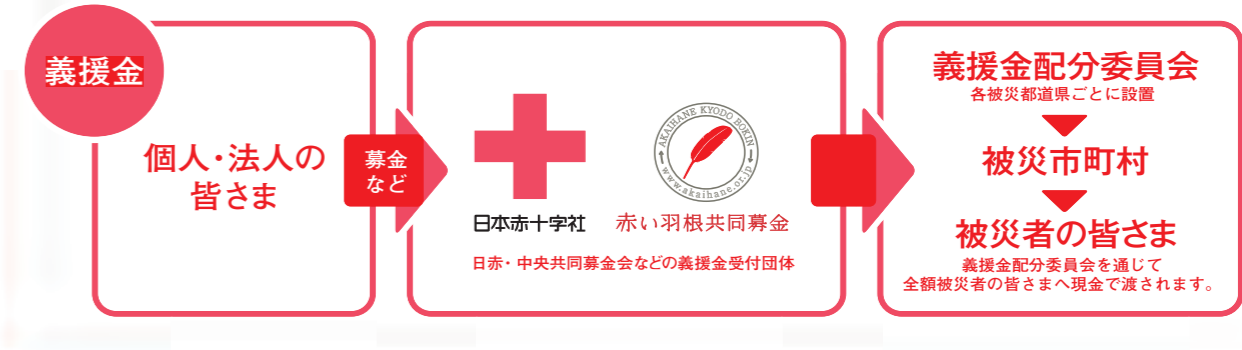 義援金
個人・法人の
皆さま
募金
など
AKAIHANE KYODO BOKIN
www.akaihane.or.jp
日本赤十字社
赤い羽根共同募金
日赤・中央共同募金会などの義援金受付団体
義援金配分委員会
各被災都道県ごとに設置
被災市町村
被災者の皆さま
義援金配分委員会を通じて
全額被災者の皆さまへ現金で渡されます。